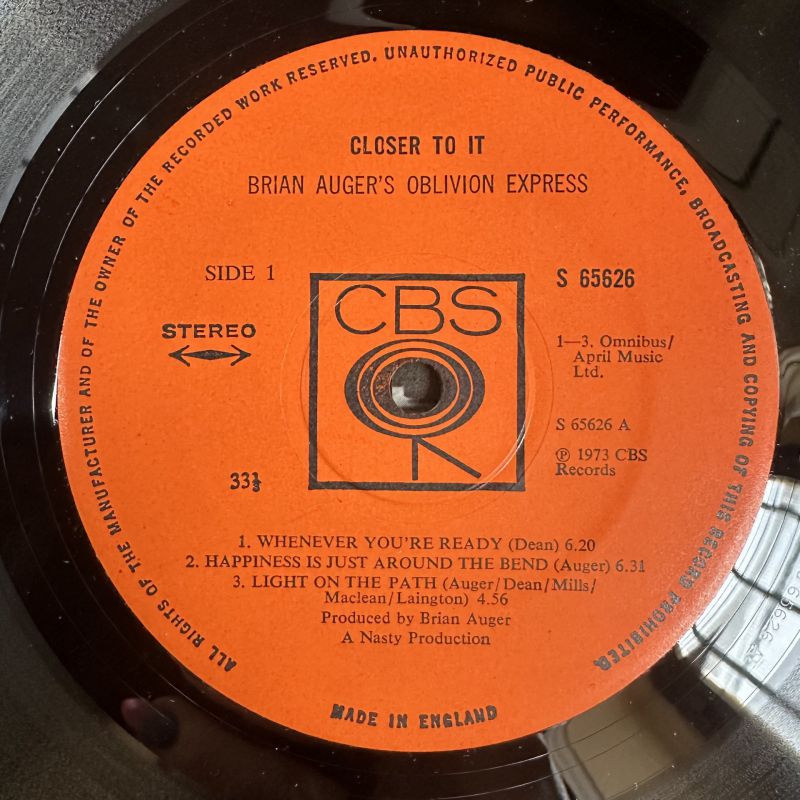 ALL RIGHTS OF THE MANUFACTURER AND OF THE OWNER OF THE RECORDED WORK RESERVED. UNAUTHORIZED PUBLIC PERFORMANCE, BROADCASTING AND COPYING OF THIS RECORD PROHIBITED.
CLOSER TO IT
BRIAN AUGER'S OBLIVION EXPRESS
SIDE 1
S 65626
CBS
STEREO
1—3. Omnibus/
April Music
Ltd.
S 65626 A
33⅓
℗ 1973 CBS
Records
1. WHENEVER YOU'RE READY (Dean) 6.20
2. HAPPINESS IS JUST AROUND THE BEND (Auger) 6.31
3. LIGHT ON THE PATH (Auger/Dean/Mills/
Maclean/Laington) 4.56
Produced by Brian Auger
A Nasty Production
MADE IN ENGLAND